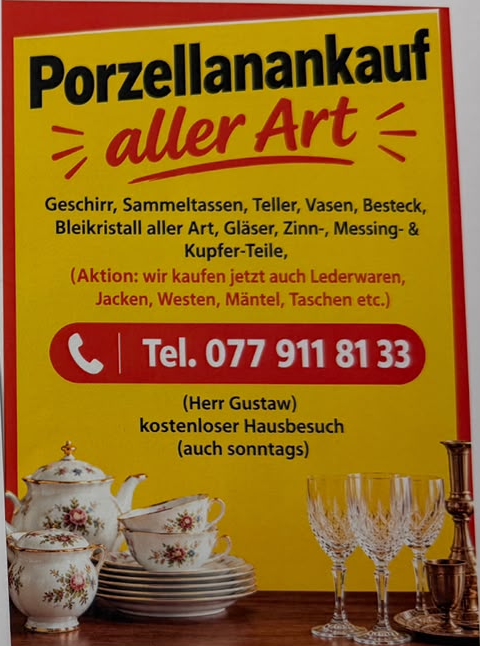 Porzellanankauf
aller Art
Geschirr, Sammeltassen, Teller, Vasen, Besteck,
Bleikristall aller Art, Gläser, Zinn-, Messing- &
Kupfer-Teile,
(Aktion: wir kaufen jetzt auch Lederwaren,
Jacken, Westen, Mäntel, Taschen etc.)
Tel. 077 911 81 33
(Herr Gustaw)
kostenloser Hausbesuch
(auch sonntags)